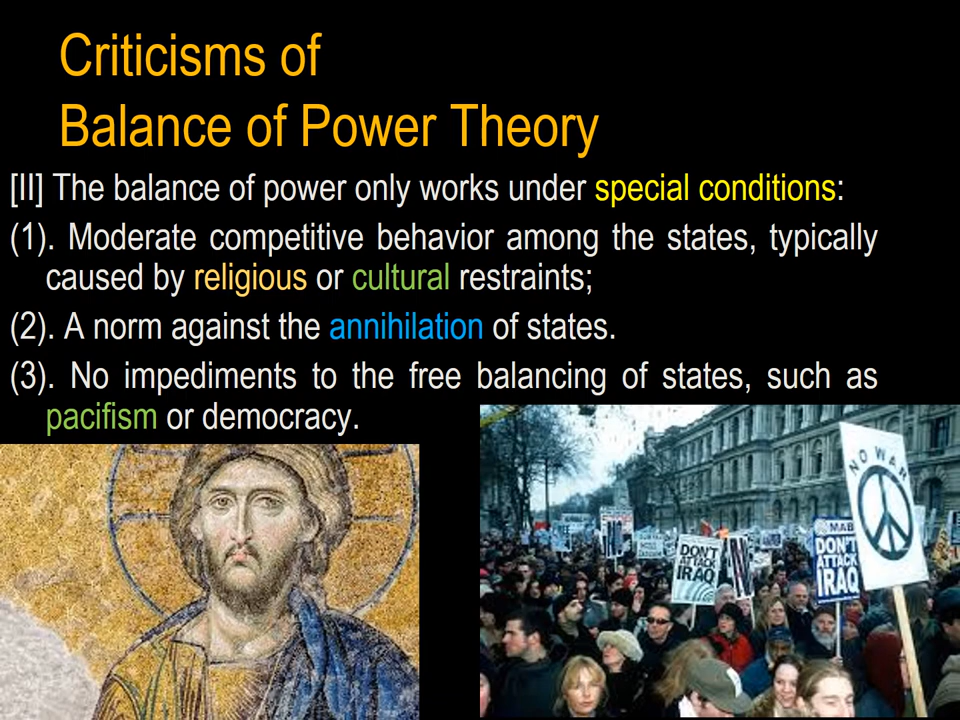 Criticisms of
Balance of Power Theory
[II] The balance of power only works under special conditions:
(1). Moderate competitive behavior among the states, typically
caused by religious or cultural restraints;
(2). A norm against the annihilation of states.
(3). No impediments to the free balancing of states, such as
pacifism or democracy.
NO WAR
MAB
DON'T
ATTACK
IRAQ
DON'T
ATTACK
IRAQ